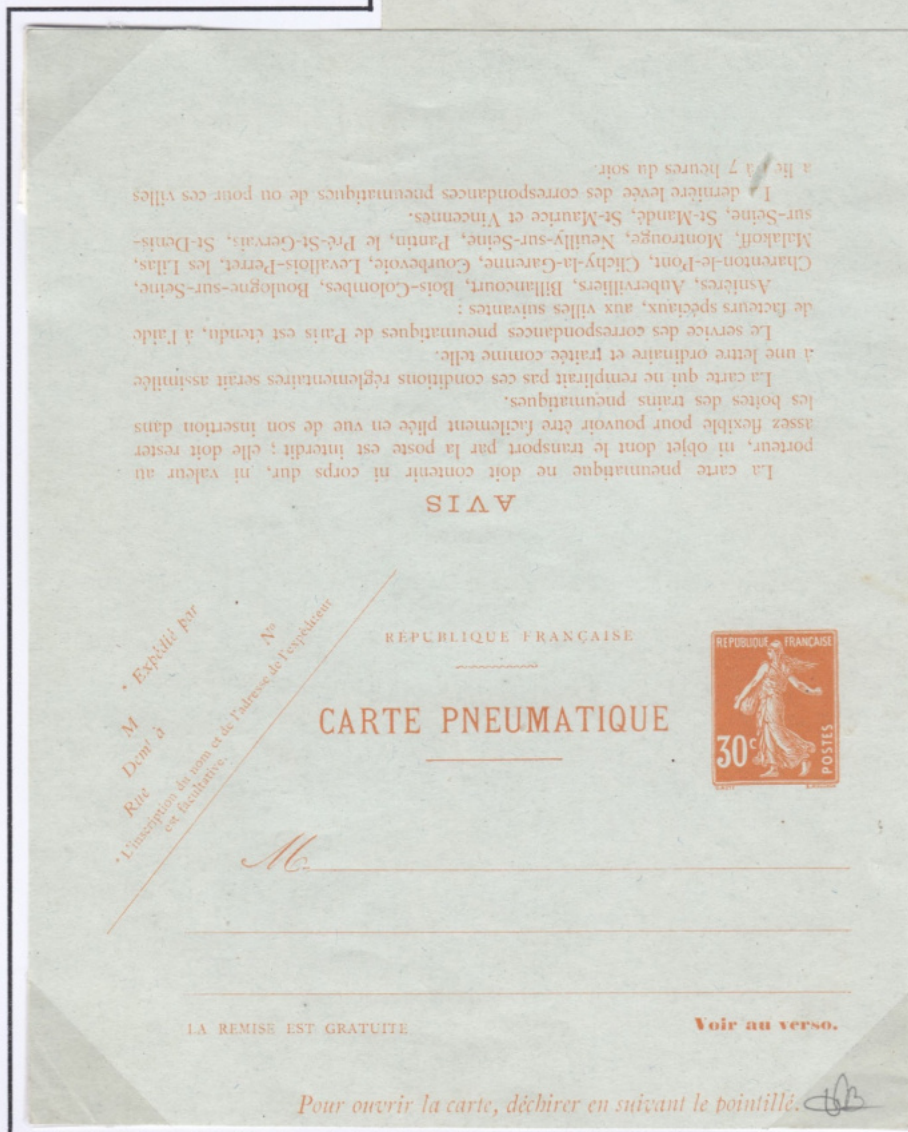 AVIS
La carte pneumatique ne doit contenir ni corps dur, ni valeur au
porteur, ni objet dont le transport par la poste est interdit ; elle doit rester
assez flexible pour pouvoir être facilement pliée en vue de son insertion dans
les boîtes des trains pneumatiques.
La carte qui ne remplirait pas ces conditions réglementaires serait assimilée
à une lettre ordinaire et traitée comme telle.
Le service des correspondances pneumatiques de Paris est étendu, à l'aide
de facteurs spéciaux, aux villes suivantes :
Asnières, Aubervilliers, Billancourt, Bois-Colombes, Boulogne-sur-Seine,
Charenton-le-Pont, Clichy-la-Garenne, Courbevoie, Levallois-Perret, les Lilas,
Malakoff, Montrouge, Neuilly-sur-Seine, Pantin, le Pré-St-Gervais, St-Denis-
sur-Seine, St-Mandé, St-Maurice et Vincennes.
La dernière levée des correspondances pneumatiques de ou pour ces villes
a lieu à 7 heures du soir.
* Expédié par
M
Demt à
Rue Nº
* L'inscription du nom et de l'adresse de l'expéditeur
est facultative.
RÉPUBLIQUE FRANÇAISE
CARTE PNEUMATIQUE
REPUBLIQUE FRANÇAISE
30c
POSTES
M
LA REMISE EST GRATUITE
Voir au verso.
Pour ouvrir la carte, déchirer en suivant le pointillé.